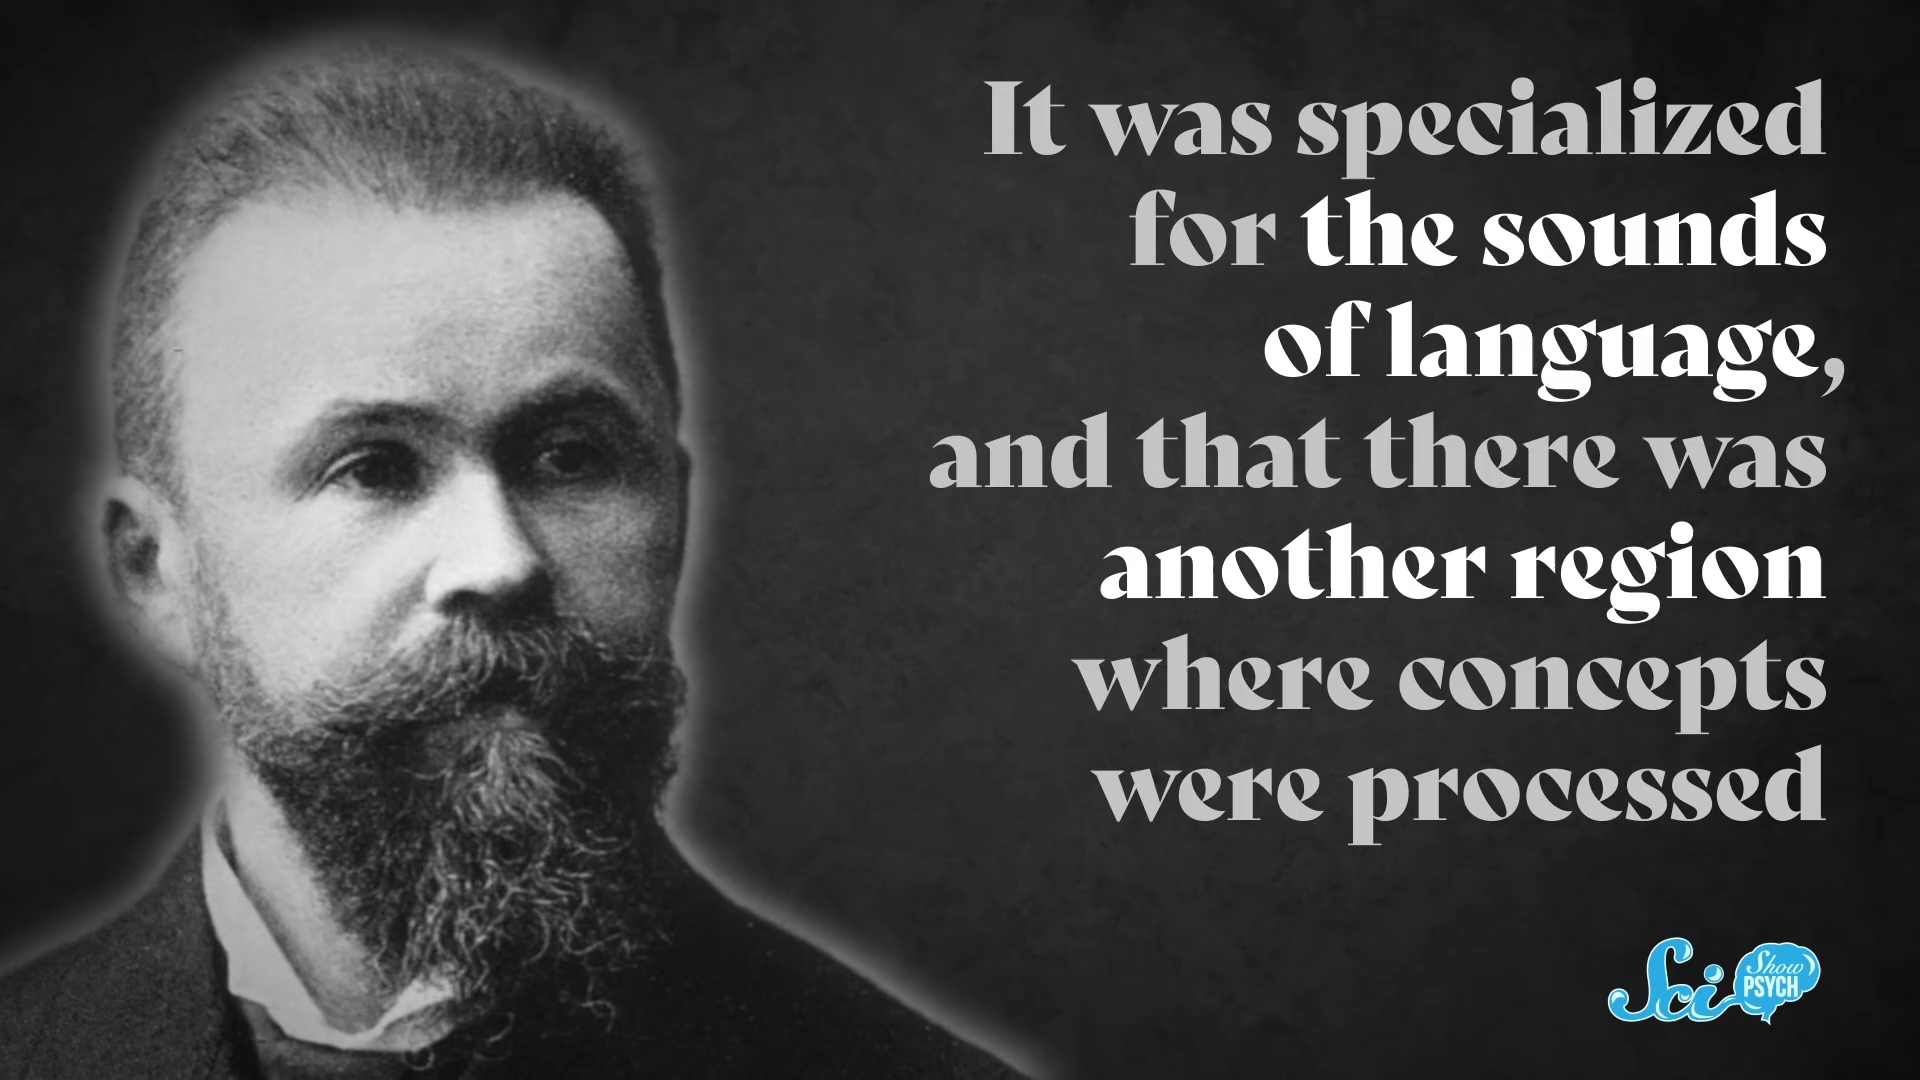 It was specialized
for the sounds
of language,
and that there was
another region
where concepts
were processed
Sci Show
PSYCH